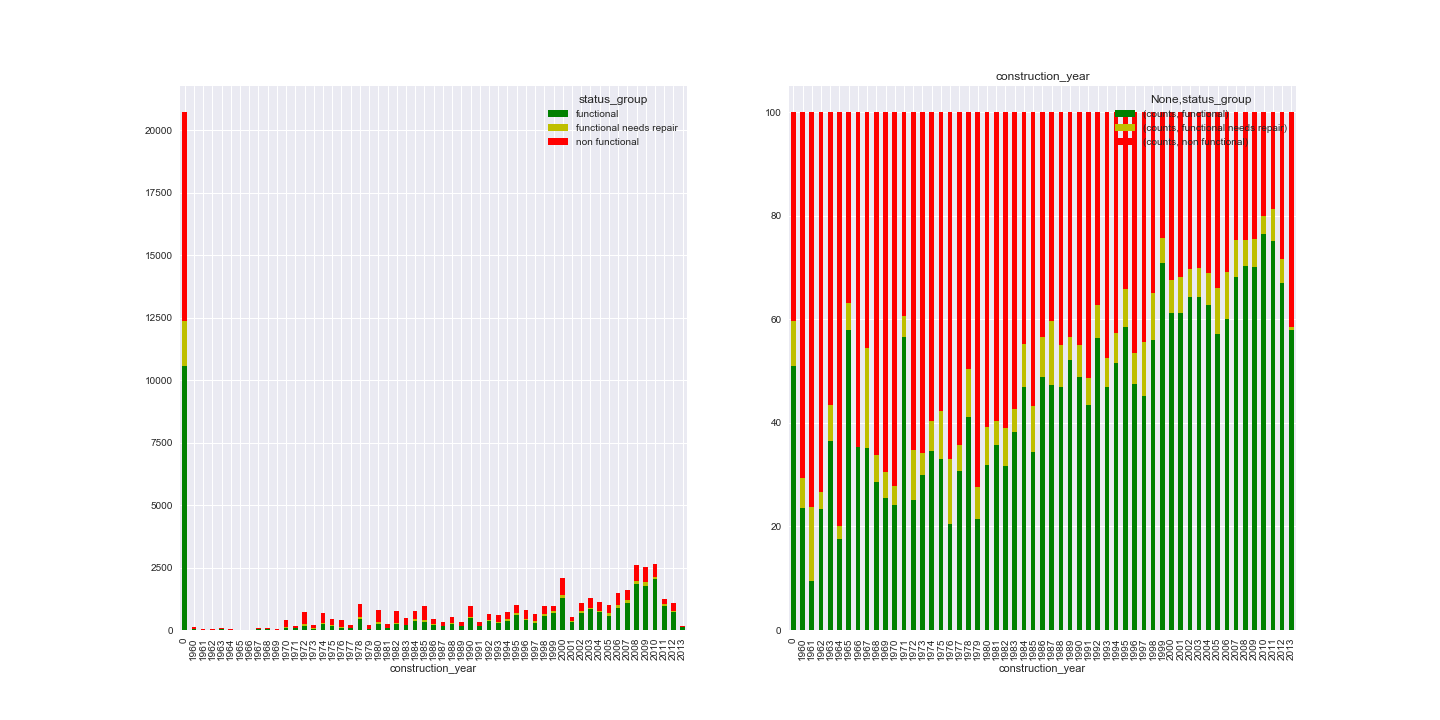 status_group
functional
functional needs repair
non functional
20000
17500
15000
12500
10000
7500
5000
2500
0
0 1960 1961 1962 1963 1964 1965 1966 1967 1968 1969 1970 1971 1972 1973 1974 1975 1976 1977 1978 1979 1980 1981 1982 1983 1984 1985 1986 1987 1988 1989 1990 1991 1992 1993 1994 1995 1996 1997 1998 1999 2000 2001 2002 2003 2004 2005 2006 2007 2008 2009 2010 2011 2012 2013
construction_year
construction_year
None,status_group
(counts, functional)
(counts, functional needs repair)
(counts, non functional)
100
80
60
40
20
0
0 1960 1961 1962 1963 1964 1965 1966 1967 1968 1969 1970 1971 1972 1973 1974 1975 1976 1977 1978 1979 1980 1981 1982 1983 1984 1985 1986 1987 1988 1989 1990 1991 1992 1993 1994 1995 1996 1997 1998 1999 2000 2001 2002 2003 2004 2005 2006 2007 2008 2009 2010 2011 2012 2013
construction_year